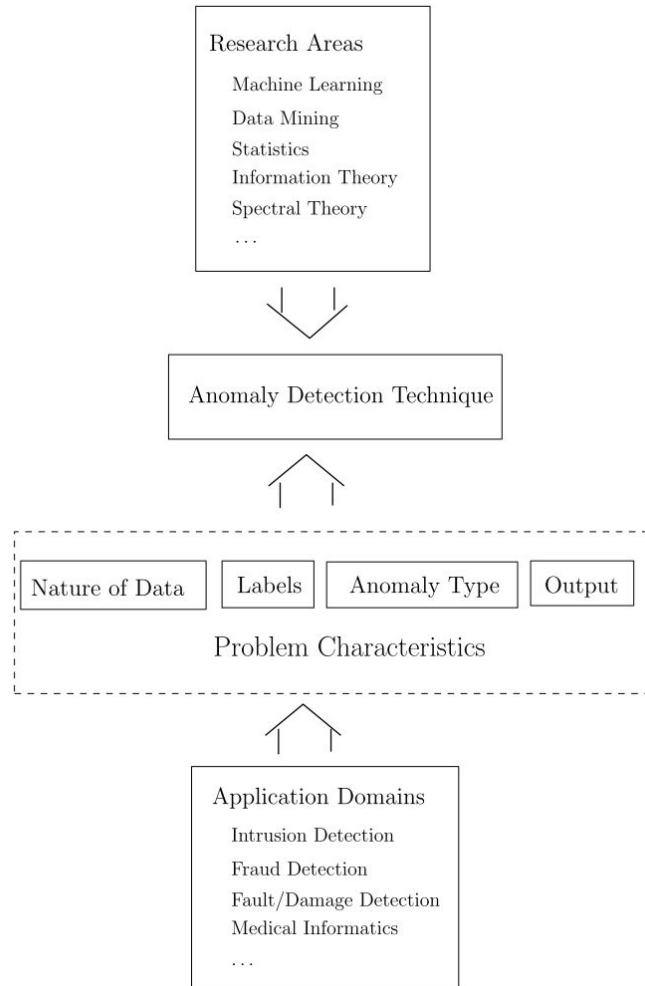 Research Areas
Machine Learning
Data Mining
Statistics
Information Theory
Spectral Theory
...
Anomaly Detection Technique
Nature of Data
Labels
Anomaly Type
Output
Problem Characteristics
Application Domains
Intrusion Detection
Fraud Detection
Fault/Damage Detection
Medical Informatics
...